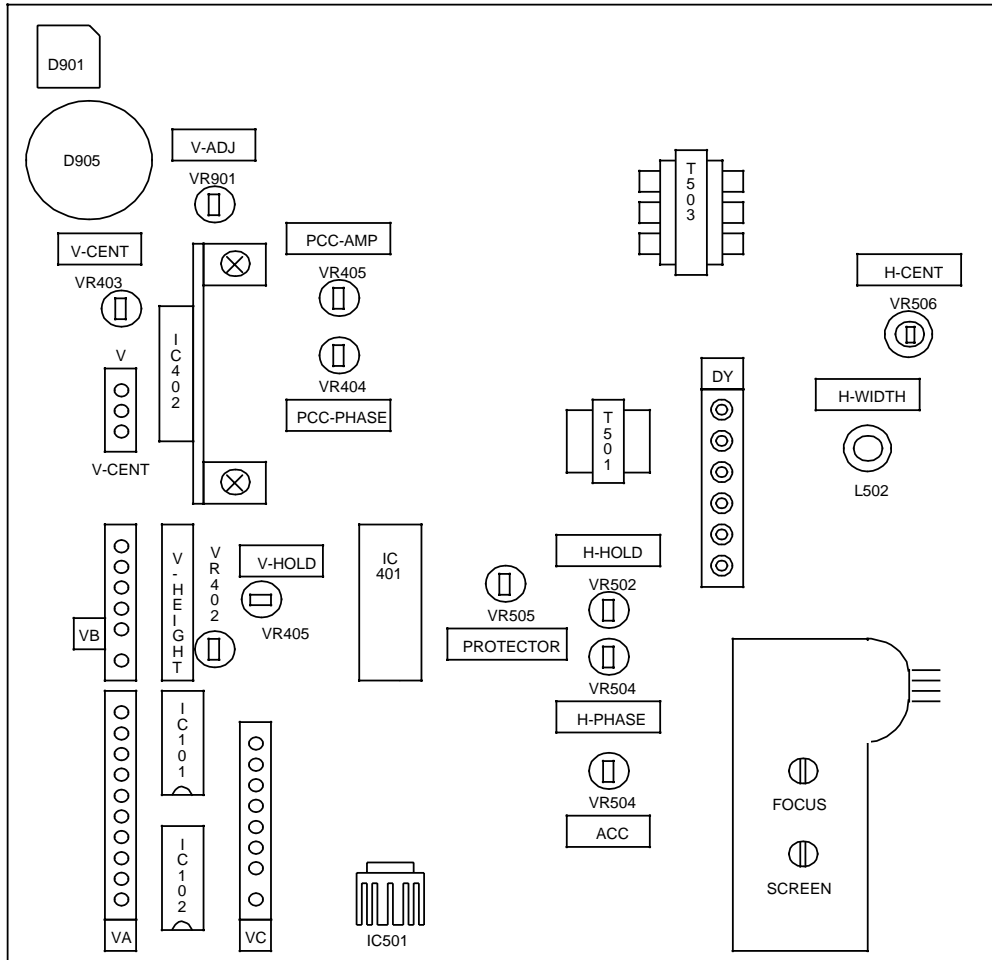 D901
D905
V-ADJ
VR901
V-CENT
VR403
PCC-AMP
VR405
VR404
PCC-PHASE
IC402
V
V-CENT
T503
H-CENT
VR506
DY
H-WIDTH
L502
T501
VB
V-HEIGHT
VR402
V-HOLD
VR405
IC
401
VR505
PROTECTOR
H-HOLD
VR502
VR504
H-PHASE
VR504
ACC
IC101
IC102
VA
VC
IC501
FOCUS
SCREEN